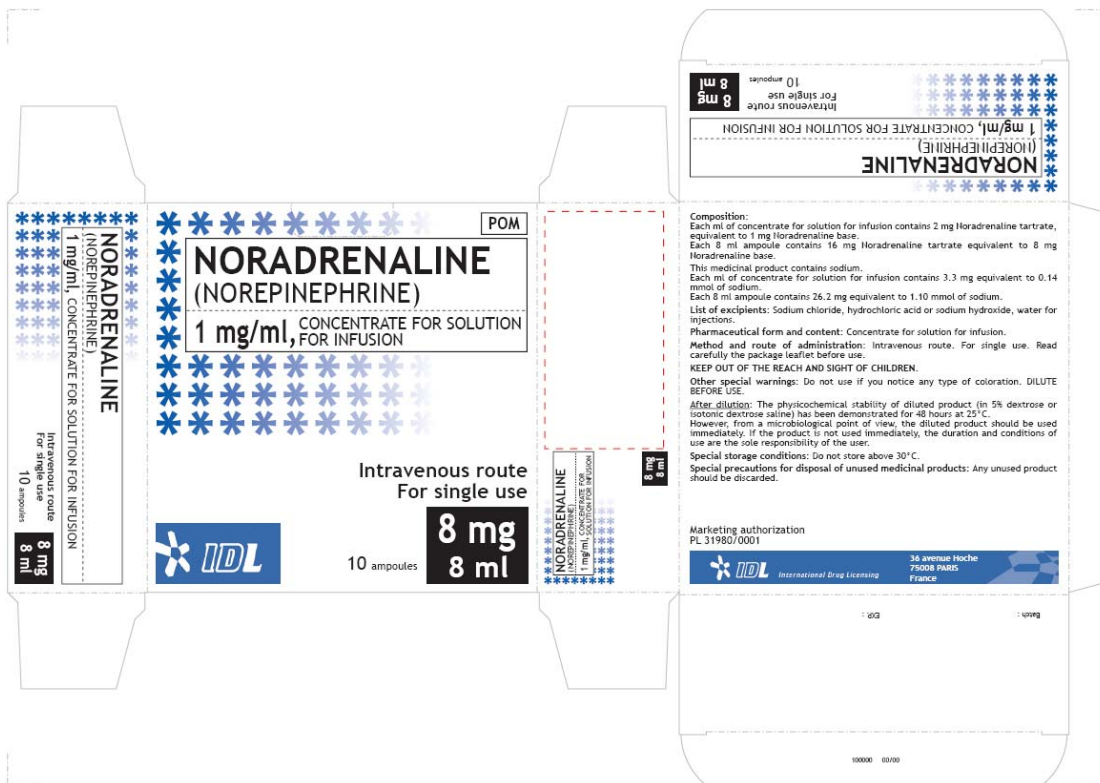 NORADRENALINE
(NOREPINEPHRINE)
1 mg/ml, CONCENTRATE FOR SOLUTION FOR INFUSION
Intravenous route
For single use
10 ampoules
8 mg
8 ml
POM
NORADRENALINE
(NOREPINEPHRINE)
1 mg/ml, CONCENTRATE FOR SOLUTION
FOR INFUSION
Intravenous route
For single use
10 ampoules
8 mg
8 ml
IDL
NORADRENALINE
(NOREPINEPHRINE)
1 mg/ml, CONCENTRATE FOR
SOLUTION FOR INFUSION
8 mg
8 ml
NORADRENALINE
(NOREPINEPHRINE)
1 mg/ml, CONCENTRATE FOR SOLUTION FOR INFUSION
Intravenous route
For single use
10 ampoules
8 mg
8 ml
Composition:
Each ml of concentrate for solution for infusion contains 2 mg Noradrenaline tartrate,
equivalent to 1 mg Noradrenaline base.
Each 8 ml ampoule contains 16 mg Noradrenaline tartrate equivalent to 8 mg
Noradrenaline base.
This medicinal product contains sodium.
Each ml of concentrate for solution for infusion contains 3.3 mg equivalent to 0.14
mmol of sodium.
Each 8 ml ampoule contains 26.2 mg equivalent to 1.10 mmol of sodium.
List of excipients: Sodium chloride, hydrochloric acid or sodium hydroxide, water for
injections.
Pharmaceutical form and content: Concentrate for solution for infusion.
Method and route of administration: Intravenous route. For single use. Read
carefully the package leaflet before use.
KEEP OUT OF THE REACH AND SIGHT OF CHILDREN.
Other special warnings: Do not use if you notice any type of coloration. DILUTE
BEFORE USE.
After dilution: The physicochemical stability of diluted product (in 5% dextrose or
isotonic dextrose saline) has been demonstrated for 48 hours at 25°C.
However, from a microbiological point of view, the diluted product should be used
immediately. If the product is not used immediately, the duration and conditions of
use are the sole responsibility of the user.
Special storage conditions: Do not store above 30°C.
Special precautions for disposal of unused medicinal products: Any unused product
should be discarded.
Marketing authorization
PL 31980/0001
IDL International Drug Licensing
36 avenue Hoche
75008 PARIS
France
Batch :
EXP. :
100000 00/00